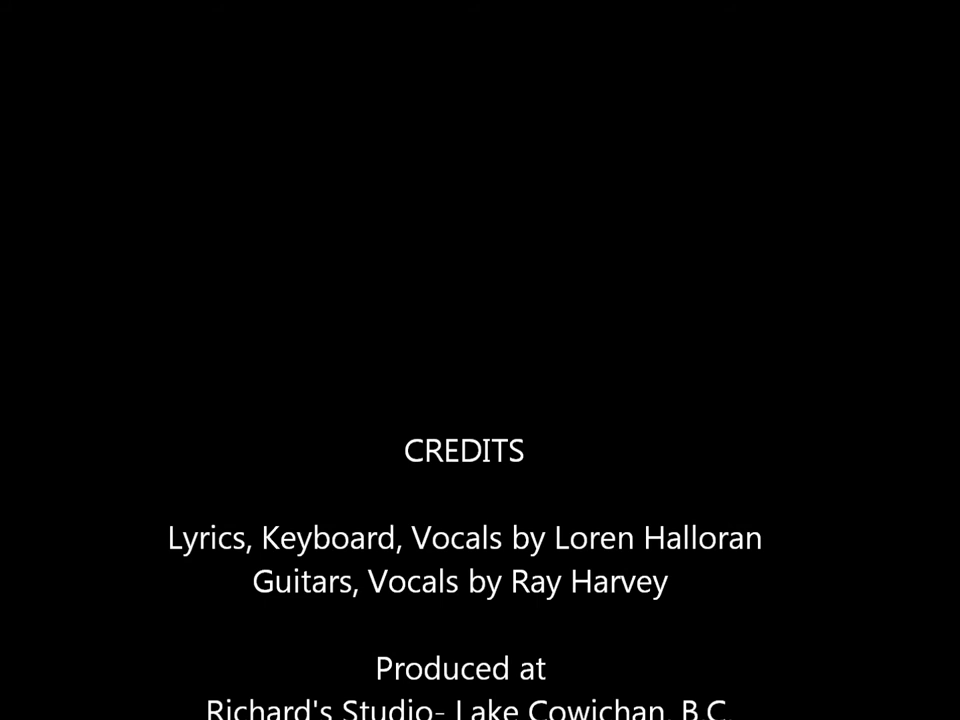 CREDITS
Lyrics, Keyboard, Vocals by Loren Halloran
Guitars, Vocals by Ray Harvey
Produced at
Richard's Studio- Lake Cowichan, B.C.